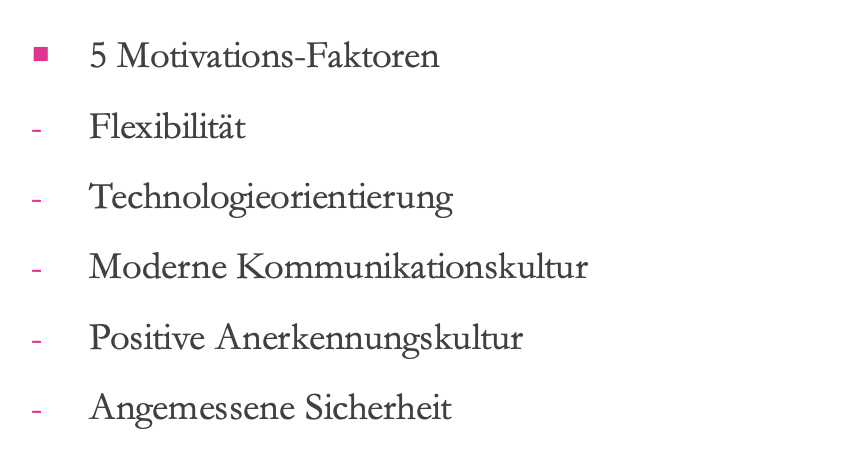 ■ 5 Motivations-Faktoren
- Flexibilität
- Technologieorientierung
- Moderne Kommunikationskultur
- Positive Anerkennungskultur
- Angemessene Sicherheit